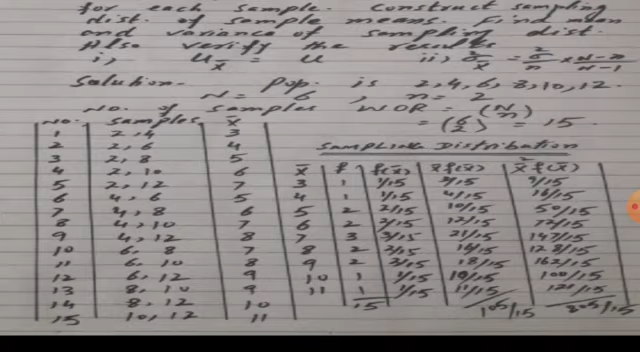 for each sample. Construct sampling
dist. of sample means. Find mean
and variance of sampling dist.
Also verify the results
i, μx̄ = μ ii, σ²x̄ = σ²/n × N-n/N-1
Solution- Pop. is 2,4,6,8,10,12.
N = 6, n = 2
No. of samples WOR = (N n)
= (6 2) = 15.
No. samples x̄
1 2,4 3
2 2,6 4
3 2,8 5
4 2,10 6
5 2,12 7
6 4,6 5
7 4,8 6
8 4,10 7
9 4,12 8
10 6,8 7
11 6,10 8
12 6,12 9
13 8,10 9
14 8,12 10
15 10,12 11
Sampling Distribution
x̄ f f(x̄) x̄f(x̄) x̄²f(x̄)
3 1 1/15 3/15 9/15
4 1 1/15 4/15 16/15
5 2 2/15 10/15 50/15
6 2 2/15 12/15 72/15
7 3 3/15 21/15 147/15
8 2 2/15 16/15 128/15
9 2 2/15 18/15 162/15
10 1 1/15 10/15 100/15
11 1 1/15 11/15 121/15
15 105/15 805/15